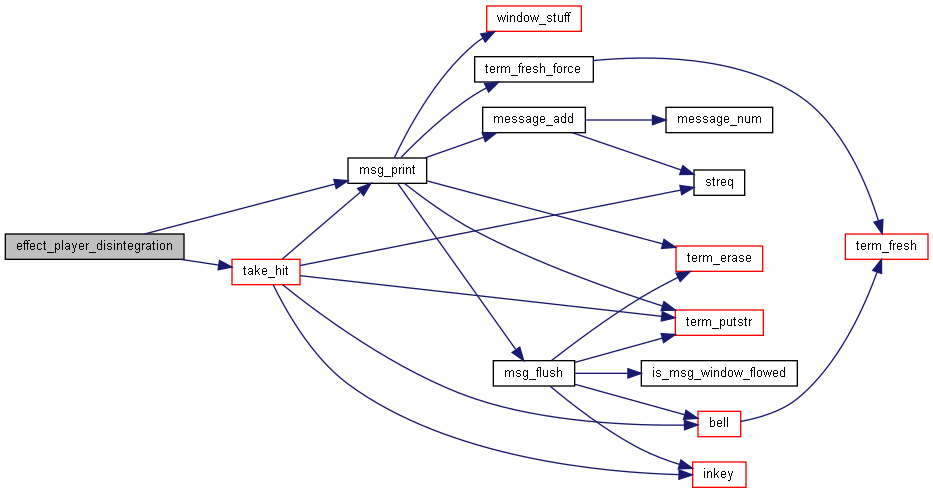 window_stuff
term_fresh_force
message_add
message_num
msg_print
streq
effect_player_disintegration
take_hit
term_erase
term_fresh
term_putstr
msg_flush
is_msg_window_flowed
bell
inkey